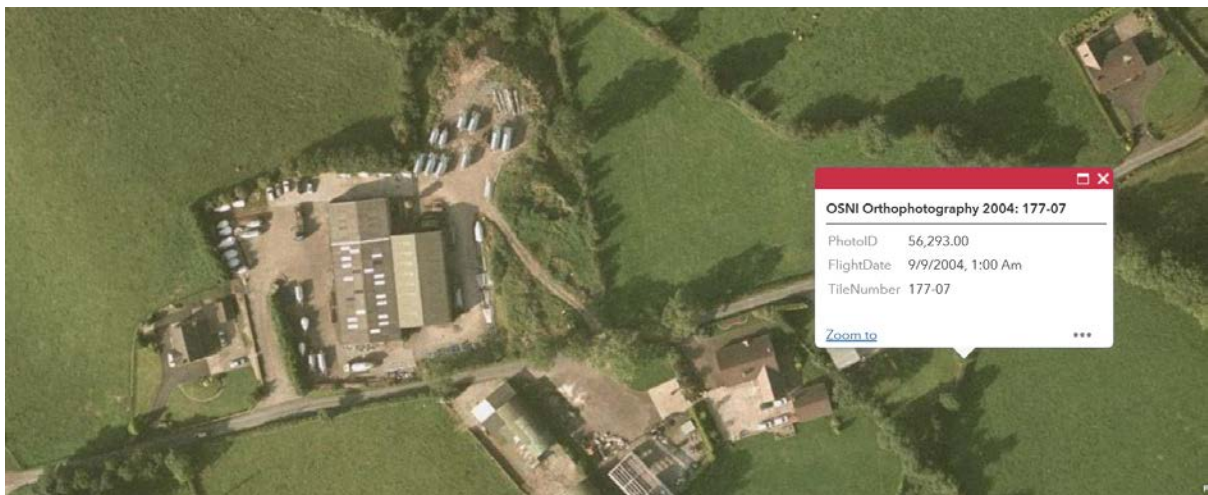 OSNI Orthophotography 2004: 177-07
PhotoID 56,293.00
FlightDate 9/9/2004, 1:00 Am
TileNumber 177-07
Zoom to